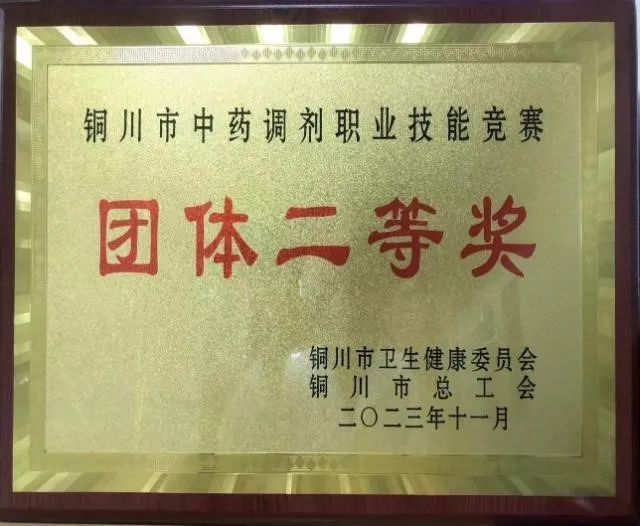 铜川市中药调剂职业技能竞赛
团体二等奖
铜川市卫生健康委员会
铜川市总工会
二〇二三年十一月